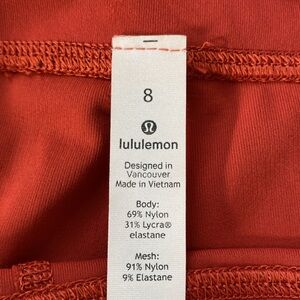 8
lululemon
Designed in
Vancouver
Made in Vietnam
Body:
69% Nylon
31% Lycra®
elastane
Mesh:
91% Nylon
9% Elastane